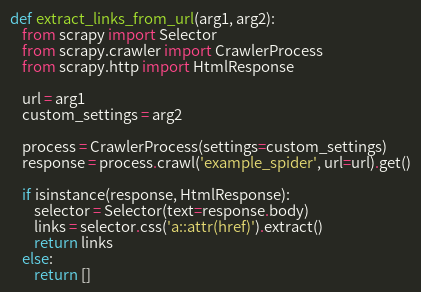 def extract_links_from_url(arg1, arg2):
    from scrapy import Selector
    from scrapy.crawler import CrawlerProcess
    from scrapy.http import HtmlResponse

    url = arg1
    custom_settings = arg2

    process = CrawlerProcess(settings=custom_settings)
    response = process.crawl('example_spider', url=url).get()

    if isinstance(response, HtmlResponse):
        selector = Selector(text=response.body)
        links = selector.css('a::attr(href)').extract()
        return links
    else:
        return []